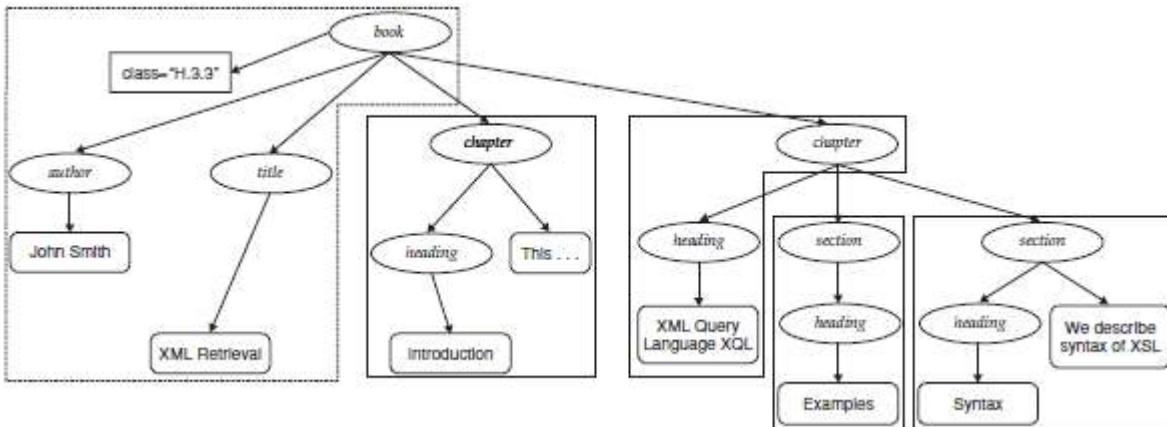 book
class="H.3.3"
author
title
chapter
chapter
John Smith
heading
This . . .
heading
section
section
XML Retrieval
Introduction
XML Query
Language XQL
heading
heading
We describe
syntax of XSL
Examples
Syntax